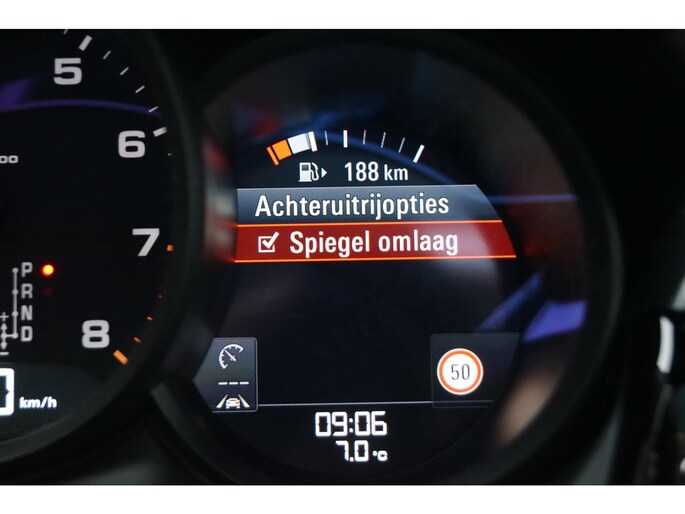 5
6
7
8
P
R
N
D
+
-
km/h
188 km
Achteruitrijopties
Spiegel omlaag
---
50
09:06
7.0 °C